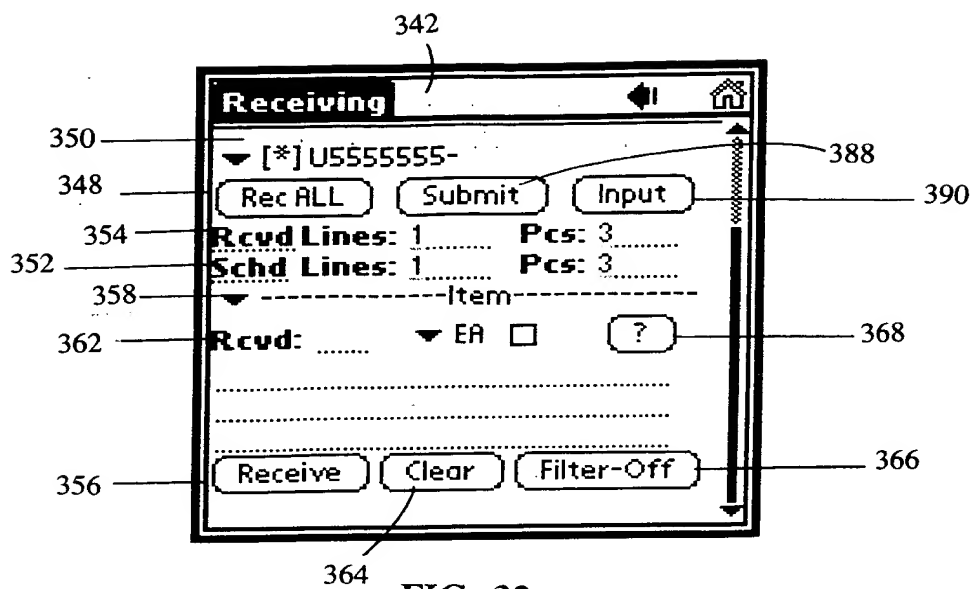 342
Receiving
350
[*] U5555555-
388
348
Rec ALL Submit Input
390
354
Rcvd Lines: 1 Pcs: 3
352
Schd Lines: 1 Pcs: 3
358
Item
362
Rcvd: EA ?
368
356
Receive Clear Filter-Off
366
364